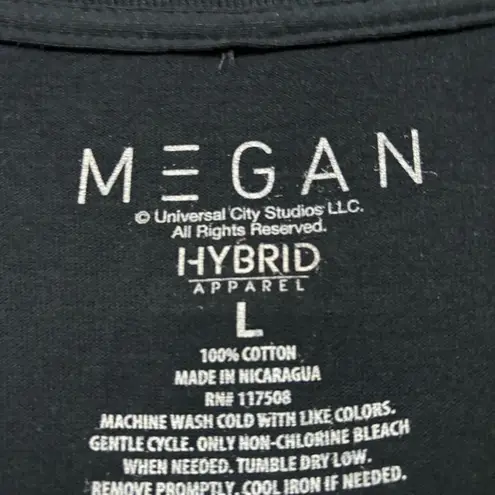 MEGAN
© Universal City Studios LLC.
All Rights Reserved.
HYBRID
APPAREL
L
100% COTTON
MADE IN NICARAGUA
RN# 117508
MACHINE WASH COLD WITH LIKE COLORS.
GENTLE CYCLE. ONLY NON-CHLORINE BLEACH
WHEN NEEDED. TUMBLE DRY LOW.
REMOVE PROMPTLY. COOL IRON IF NEEDED.